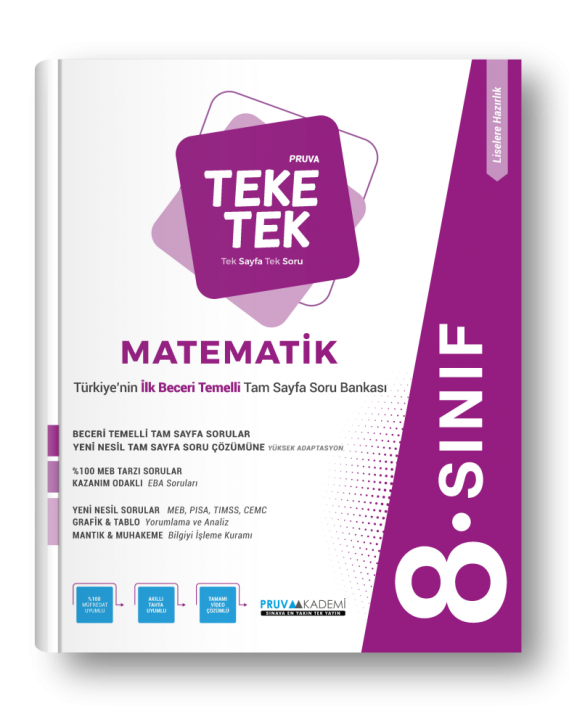 Liselere Hazırlık
PRUVA
TEKE
TEK
Tek Sayfa Tek Soru
MATEMATİK
Türkiye'nin İlk Beceri Temelli Tam Sayfa Soru Bankası
BECERİ TEMELLİ TAM SAYFA SORULAR
YENİ NESİL TAM SAYFA SORU ÇÖZÜMÜNE YÜKSEK ADAPTASYON
%100 MEB TARZI SORULAR
KAZANIM ODAKLI EBA Soruları
YENİ NESİL SORULAR MEB, PISA, TIMSS, CEMC
GRAFİK & TABLO Yorumlama ve Analiz
MANTIK & MUHAKEME Bilgiyi İşleme Kuramı
8. SINIF
%100
MÜFREDAT
UYUMLU
AKILLI
TAHTA
UYUMLU
TAMAMI
VİDEO
ÇÖZÜMLÜ
PRUVAAKADEMİ
SINAVA EN YAKIN TEK YAYIN